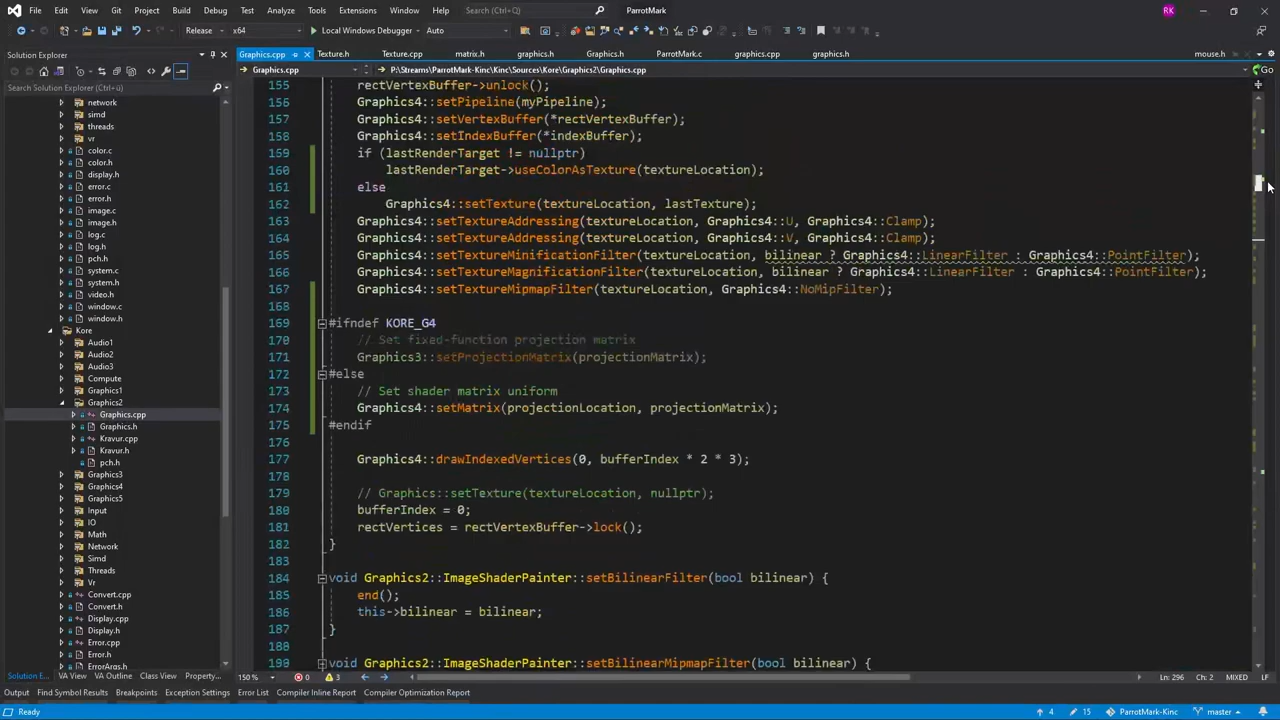 File Edit View Git Project Build Debug Test Analyze Tools Extensions Window Help Search (Ctrl+Q) ParrotMark RK
Release x64 Local Windows Debugger Auto
Solution Explorer
Graphics.cpp Texture.h Texture.cpp matrix.h graphics.h Graphics.h ParrotMark.c graphics.cpp graphics.h mouse.h
Graphics.cpp P:\Streams\ParrotMark-Kinc\Kinc\Sources\Kore\Graphics2\Graphics.cpp Go
Search Solution Explorer (Ctrl+ü)
network
simd
threads
vr
color.c
color.h
display.h
error.c
error.h
image.c
image.h
log.c
log.h
pch.h
system.c
system.h
video.h
window.c
window.h
Kore
Audio1
Audio2
Audio3
Compute
Graphics1
Graphics2
Graphics.cpp
Graphics.h
Kravur.cpp
Kravur.h
pch.h
Graphics3
Graphics4
Graphics5
Input
IO
Math
Network
Simd
Threads
Vr
Convert.cpp
Convert.h
Display.cpp
Display.h
Error.cpp
Error.h
ErrorArgs.h
155 rectVertexBuffer->unlock();
156 Graphics4::setPipeline(myPipeline);
157 Graphics4::setVertexBuffer(*rectVertexBuffer);
158 Graphics4::setIndexBuffer(*indexBuffer);
159 if (lastRenderTarget != nullptr)
160 lastRenderTarget->useColorAsTexture(textureLocation);
161 else
162 Graphics4::setTexture(textureLocation, lastTexture);
163 Graphics4::setTextureAddressing(textureLocation, Graphics4::U, Graphics4::Clamp);
164 Graphics4::setTextureAddressing(textureLocation, Graphics4::V, Graphics4::Clamp);
165 Graphics4::setTextureMinificationFilter(textureLocation, bilinear ? Graphics4::LinearFilter : Graphics4::PointFilter);
166 Graphics4::setTextureMagnificationFilter(textureLocation, bilinear ? Graphics4::LinearFilter : Graphics4::PointFilter);
167 Graphics4::setTextureMipmapFilter(textureLocation, Graphics4::NoMipFilter);
168
169 #ifndef KORE_G4
170 // Set fixed-function projection matrix
171 Graphics3::setProjectionMatrix(projectionMatrix);
172 #else
173 // Set shader matrix uniform
174 Graphics4::setMatrix(projectionLocation, projectionMatrix);
175 #endif
176
177 Graphics4::drawIndexedVertices(0, bufferIndex * 2 * 3);
178
179 // Graphics::setTexture(textureLocation, nullptr);
180 bufferIndex = 0;
181 rectVertices = rectVertexBuffer->lock();
182 }
183
184 void Graphics2::ImageShaderPainter::setBilinearFilter(bool bilinear) {
185 end();
186 this->bilinear = bilinear;
187 }
188
void Graphics2::ImageShaderPainter::setBilinearMipmapFilter(bool bilinear) {
Solution E... VA View VA Outline Class View Property... 150 % 0 3 Ln: 296 Ch: 2 MIXED LF
Output Find Symbol Results Breakpoints Exception Settings Error List Compiler Inline Report Compiler Optimization Report
Ready 4 15 ParrotMark-Kinc master